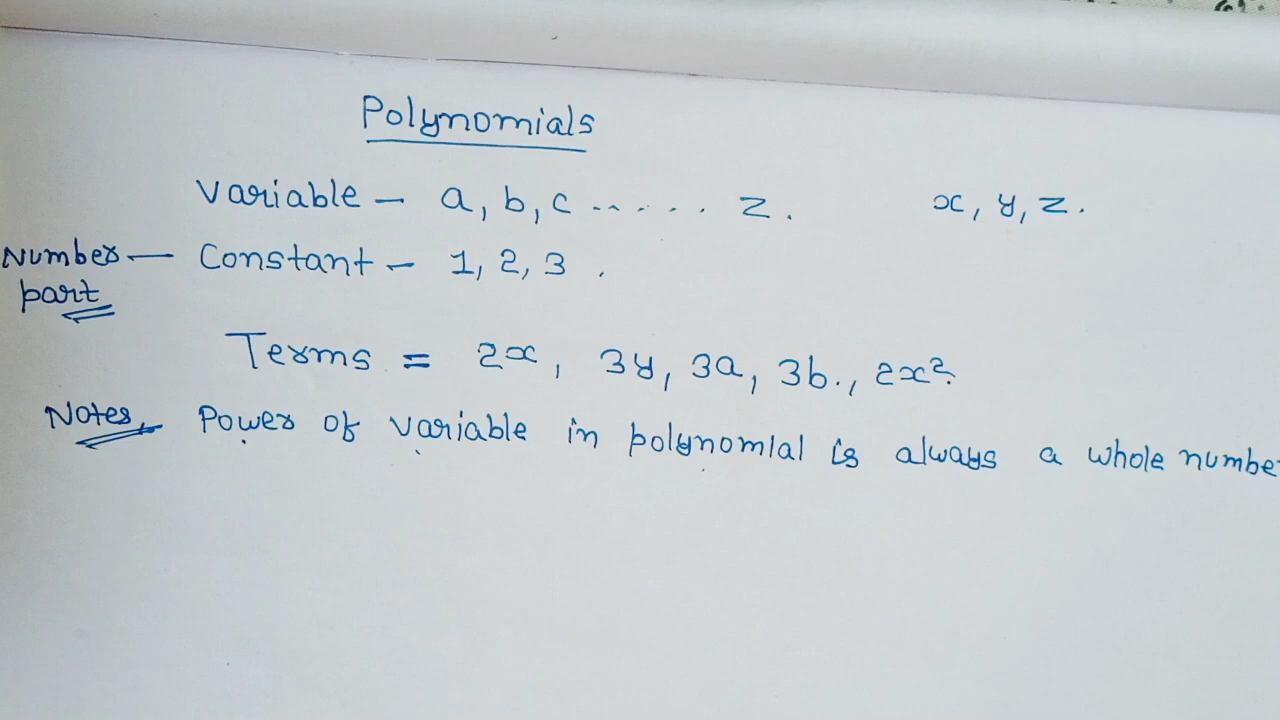 Polynomials
Variable - a, b, c ...... z. x, y, z.
Number - Constant - 1, 2, 3 .
part
Terms = 2x, 3y, 3a, 3b., 2x².
Notes, Power of variable in polynomial is always a whole numbe